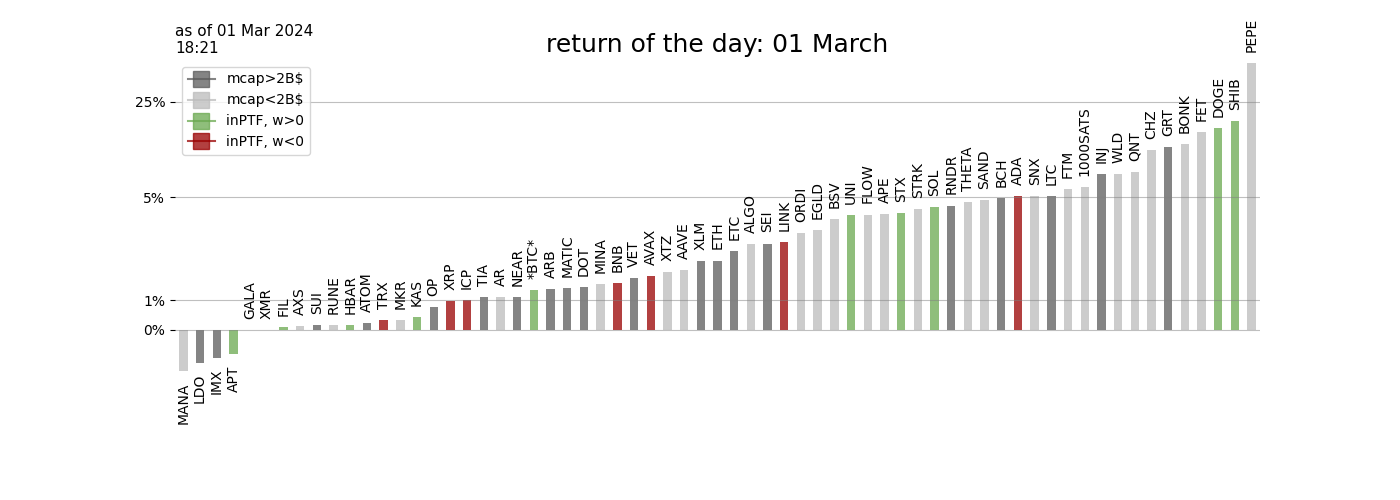 as of 01 Mar 2024
18:21
return of the day: 01 March
mcap>2B$
mcap<2B$
inPTF, w>0
inPTF, w<0
25%
5%
1%
0%
MANA
LDO
IMX
APT
GALA
XMR
FIL
AXS
SUI
RUNE
HBAR
ATOM
TRX
MKR
KAS
OP
XRP
ICP
TIA
AR
NEAR
*BTC*
ARB
MATIC
DOT
MINA
BNB
VET
AVAX
XTZ
AAVE
XLM
ETH
ETC
ALGO
SEI
LINK
ORDI
EGLD
BSV
UNI
FLOW
APE
STX
STRK
SOL
RNDR
THETA
SAND
BCH
ADA
SNX
LTC
FTM
1000SATS
INJ
WLD
QNT
CHZ
GRT
BONK
FET
DOGE
SHIB
PEPE